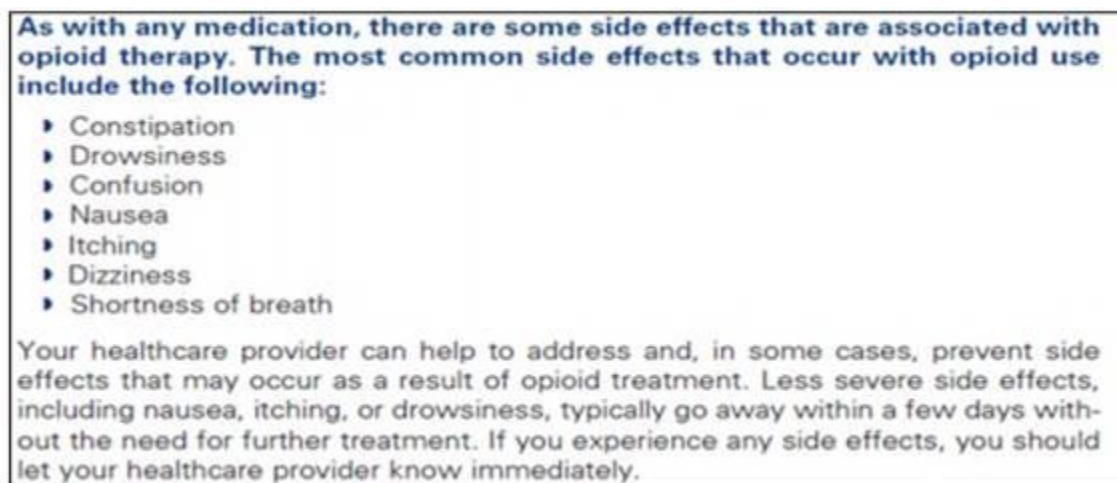 As with any medication, there are some side effects that are associated with
opioid therapy. The most common side effects that occur with opioid use
include the following:
Constipation
Drowsiness
Confusion
Nausea
Itching
Dizziness
Shortness of breath
Your healthcare provider can help to address and, in some cases, prevent side
effects that may occur as a result of opioid treatment. Less severe side effects,
including nausea, itching, or drowsiness, typically go away within a few days with-
out the need for further treatment. If you experience any side effects, you should
let your healthcare provider know immediately.